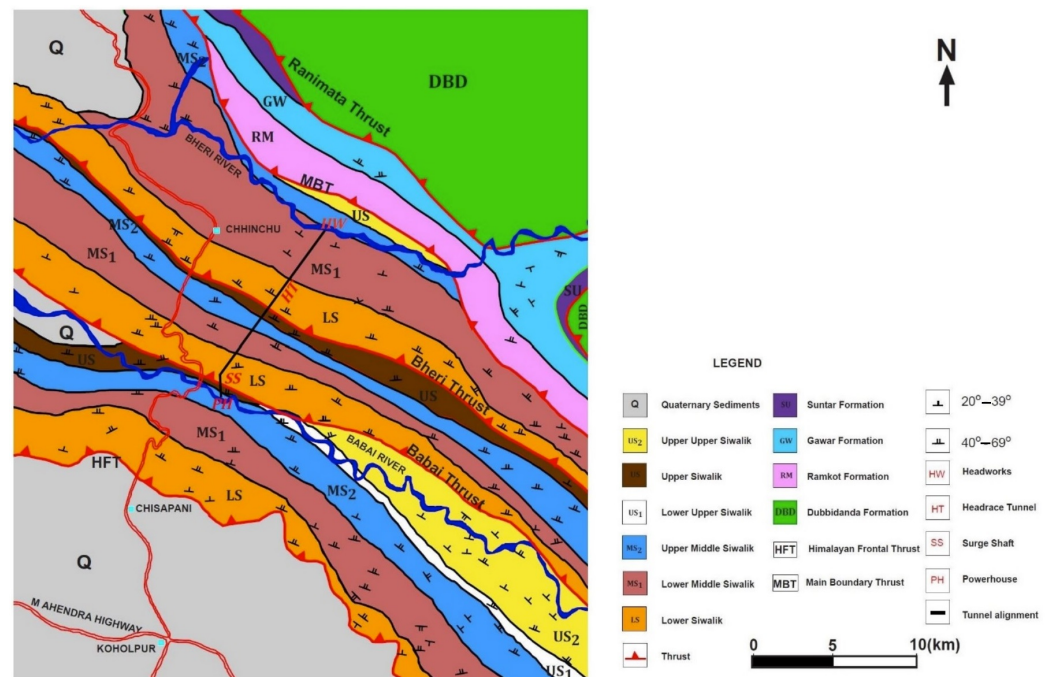 Q
MS2
DBD
Ranimata Thrust
GW
RM
BHERI RIVER
MBT
US
HW
MS2
CHHINCHU
MS1
MS1
HT
SU
DBD
LS
Q
US
Bheri Thrust
SS
LS
US
PH
MS1
BABAI RIVER
Babai Thrust
HFT
MS2
LS
CHISAPANI
Q
MAHENDRA HIGHWAY
KOHOLPUR
US2
US1
N
LEGEND
Q Quaternary Sediments
US2 Upper Upper Siwalik
US Upper Siwalik
US1 Lower Upper Siwalik
MS2 Upper Middle Siwalik
MS1 Lower Middle Siwalik
LS Lower Siwalik
Thrust
SU Suntar Formation
GW Gawar Formation
RM Ramkot Formation
DBD Dubbidanda Formation
HFT Himalayan Frontal Thrust
MBT Main Boundary Thrust
20°–39°
40°–69°
HW Headworks
HT Headrace Tunnel
SS Surge Shaft
PH Powerhouse
Tunnel alignment
0 5 10(km)